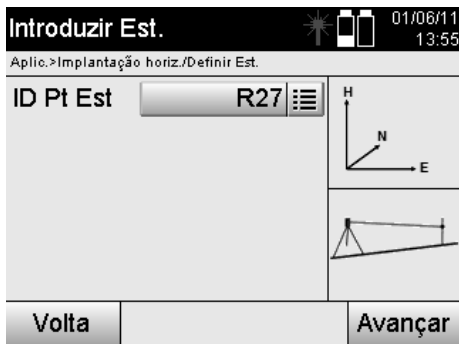 Introduzir Est.
01/06/11
13:55
Aplic.>Implantação horiz./Definir Est.
ID Pt Est
R27
H
N
E
Volta
Avançar